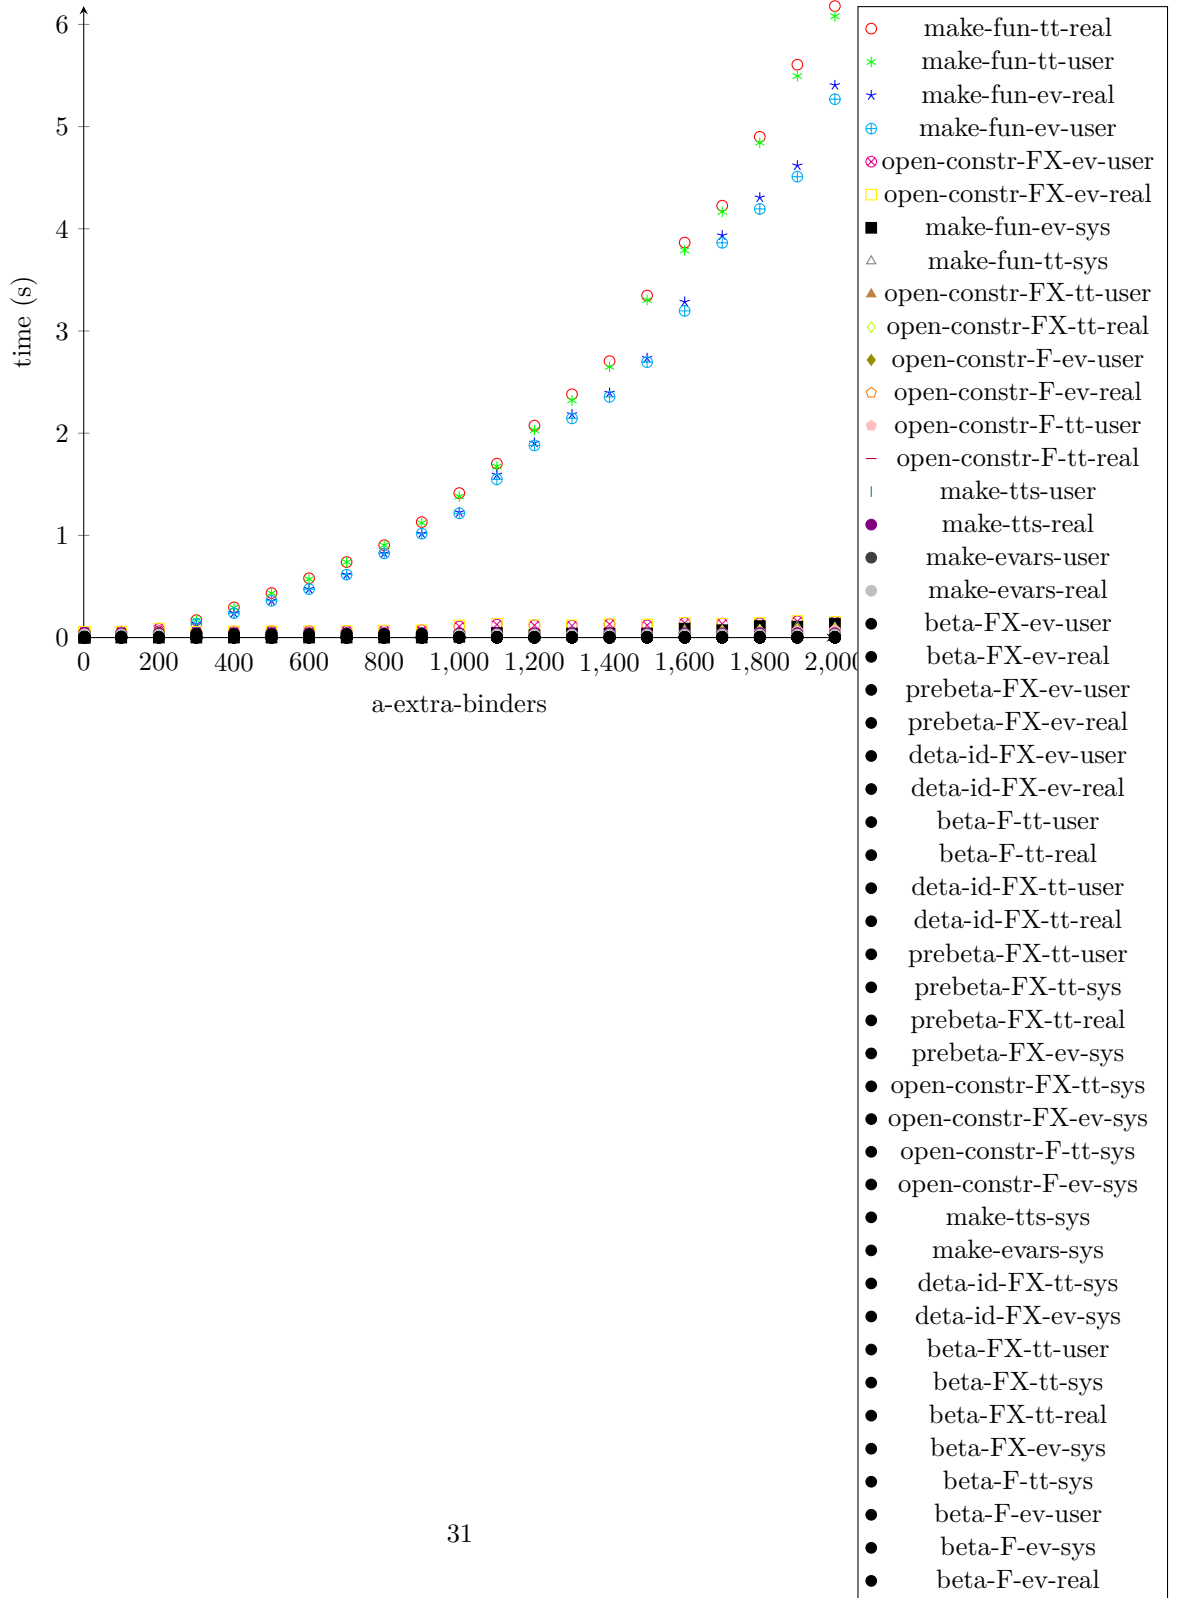 6
5
4
3
2
1
0
time (s)
0 200 400 600 800 1,000 1,200 1,400 1,600 1,800 2,000
a-extra-binders
make-fun-tt-real
make-fun-tt-user
make-fun-ev-real
make-fun-ev-user
open-constr-FX-ev-user
open-constr-FX-ev-real
make-fun-ev-sys
make-fun-tt-sys
open-constr-FX-tt-user
open-constr-FX-tt-real
open-constr-F-ev-user
open-constr-F-ev-real
open-constr-F-tt-user
open-constr-F-tt-real
make-tts-user
make-tts-real
make-evars-user
make-evars-real
beta-FX-ev-user
beta-FX-ev-real
prebeta-FX-ev-user
prebeta-FX-ev-real
deta-id-FX-ev-user
deta-id-FX-ev-real
beta-F-tt-user
beta-F-tt-real
deta-id-FX-tt-user
deta-id-FX-tt-real
prebeta-FX-tt-user
prebeta-FX-tt-sys
prebeta-FX-tt-real
prebeta-FX-ev-sys
open-constr-FX-tt-sys
open-constr-FX-ev-sys
open-constr-F-tt-sys
open-constr-F-ev-sys
make-tts-sys
make-evars-sys
deta-id-FX-tt-sys
deta-id-FX-ev-sys
beta-FX-tt-user
beta-FX-tt-sys
beta-FX-tt-real
beta-FX-ev-sys
beta-F-tt-sys
beta-F-ev-user
beta-F-ev-sys
beta-F-ev-real
31